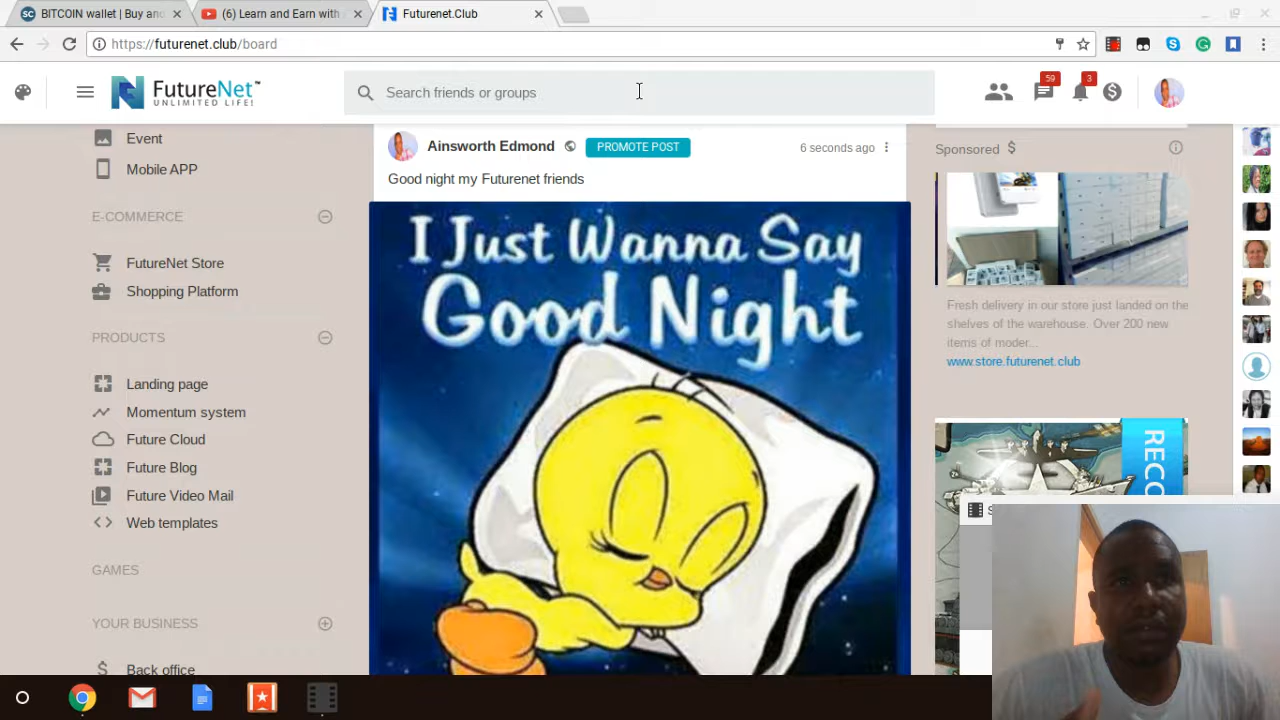 BITCOIN wallet | Buy and
(6) Learn and Earn with
Futurenet.Club
https://futurenet.club/board
FutureNet™
UNLIMITED LIFE!
Search friends or groups
59
3
Event
Mobile APP
E-COMMERCE
FutureNet Store
Shopping Platform
PRODUCTS
Landing page
Momentum system
Future Cloud
Future Blog
Future Video Mail
Web templates
GAMES
YOUR BUSINESS
Back office
Ainsworth Edmond
PROMOTE POST
6 seconds ago
Good night my Futurenet friends
I Just Wanna Say
Good Night
Sponsored
Fresh delivery in our store just landed on the
shelves of the warehouse. Over 200 new
items of moder...
www.store.futurenet.club
RECO